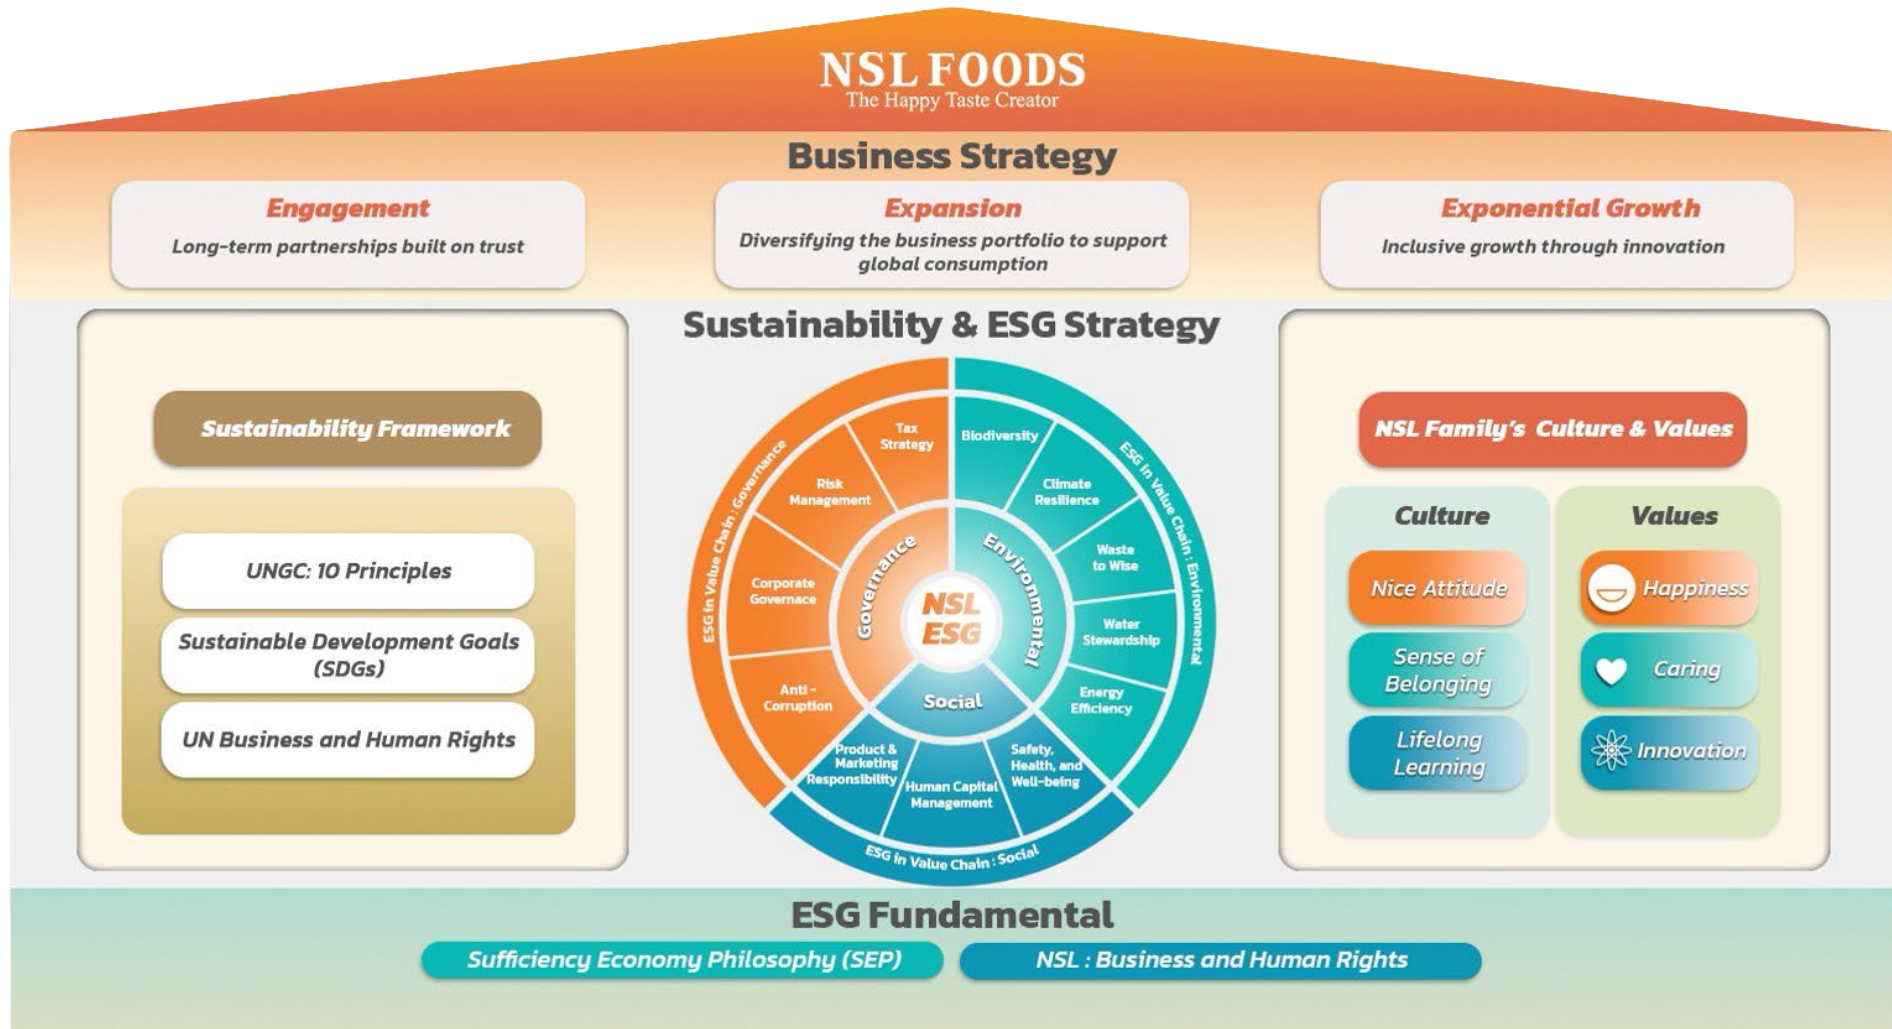 NSL FOODS
The Happy Taste Creator
Business Strategy
Engagement
Long-term partnerships built on trust
Expansion
Diversifying the business portfolio to support
global consumption
Exponential Growth
Inclusive growth through innovation
Sustainability & ESG Strategy
Sustainability Framework
UNGC: 10 Principles
Sustainable Development Goals
(SDGs)
UN Business and Human Rights
ESG in Value Chain : Governance
Tax
Strategy
Risk
Management
Corporate
Governace
Anti -
Corruption
Governance
ESG in Value Chain : Environmental
Biodiversity
Climate
Resilience
Waste
to Wise
Water
Stewardship
Energy
Efficiency
Environmental
NSL
ESG
Social
Product &
Marketing
Responsibility
Human Capital
Management
Safety,
Health, and
Well-being
ESG in Value Chain : Social
NSL Family's Culture & Values
Culture
Nice Attitude
Sense of
Belonging
Lifelong
Learning
Values
Happiness
Caring
Innovation
ESG Fundamental
Sufficiency Economy Philosophy (SEP)
NSL : Business and Human Rights